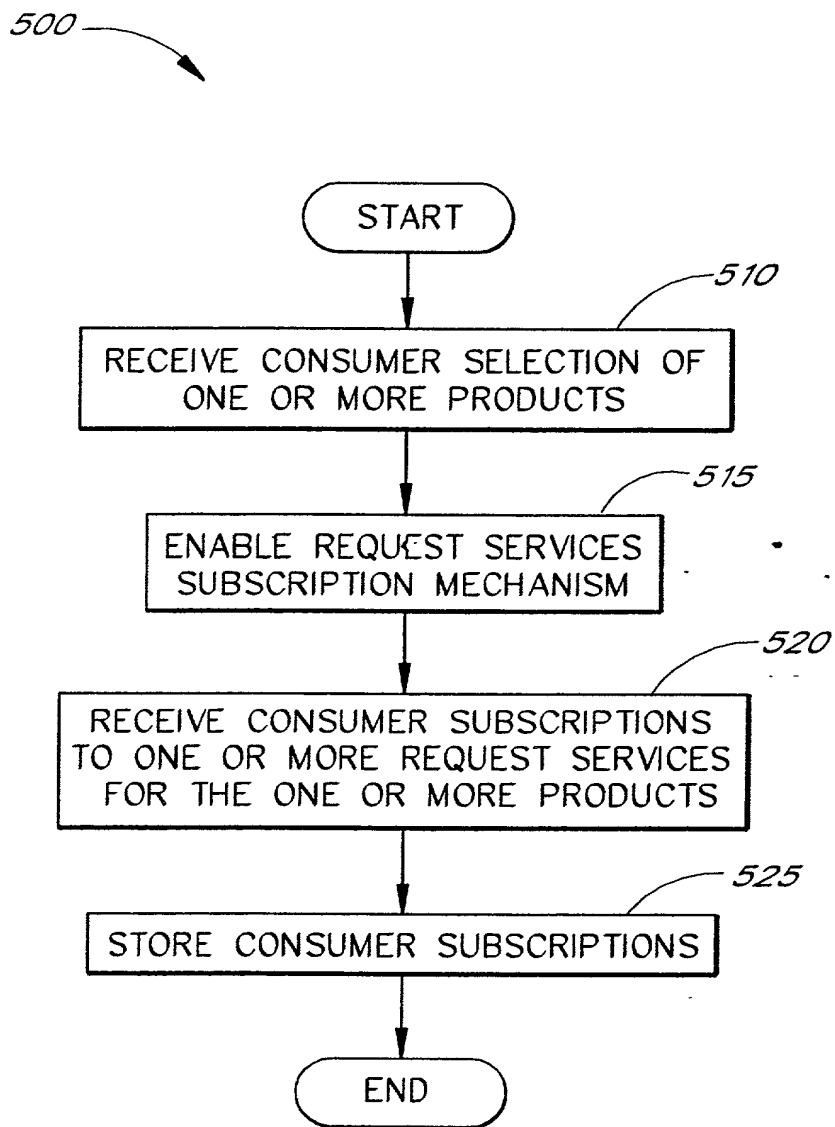 500
START
510
RECEIVE CONSUMER SELECTION OF
ONE OR MORE PRODUCTS
515
ENABLE REQUEST SERVICES
SUBSCRIPTION MECHANISM
520
RECEIVE CONSUMER SUBSCRIPTIONS
TO ONE OR MORE REQUEST SERVICES
FOR THE ONE OR MORE PRODUCTS
525
STORE CONSUMER SUBSCRIPTIONS
END